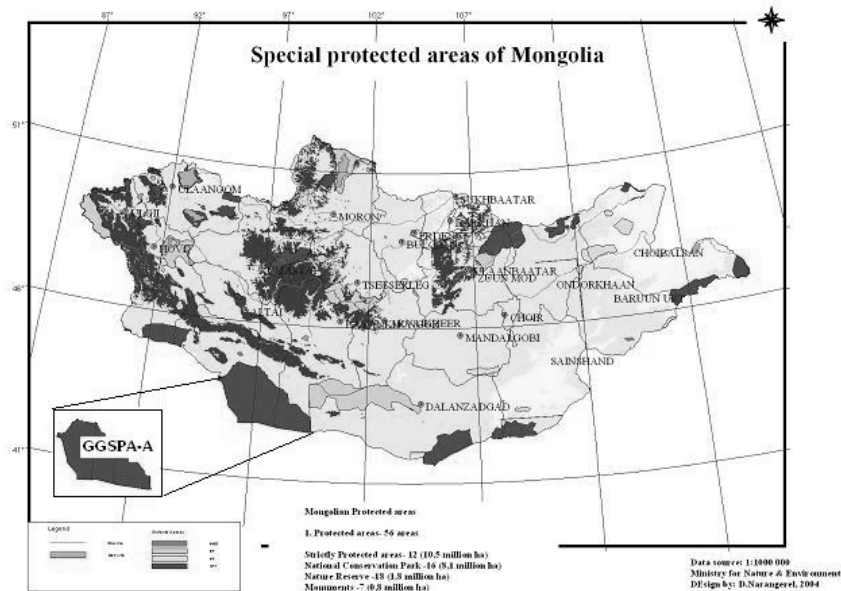 87° 92° 97° 102° 107°
Special protected areas of Mongolia
51°
46°
41°
ULAANGOM
MORON
SUKHBAATAR
BULGAN
CHOIBALSAN
ULAANBAATAR
ZUUN MOD
TSETSERLEG
ONDORKHAAN
BARUUN URT
CHOIR
MANDALGOBI
SAINSHAND
DALANZADGAD
GGSPA-A
Legend
Mongolian Protected areas
1. Protected areas- 56 areas
Strictly Protected areas- 12 (10,5 million ha)
National Conservation Park -16 (8,1 million ha)
Nature Reserve -18 (1,8 million ha)
Monuments -7 (0,8 million ha)
Data source: 1:1000 000
Ministry for Nature & Environment
DEsign by: D.Narangerel, 2004